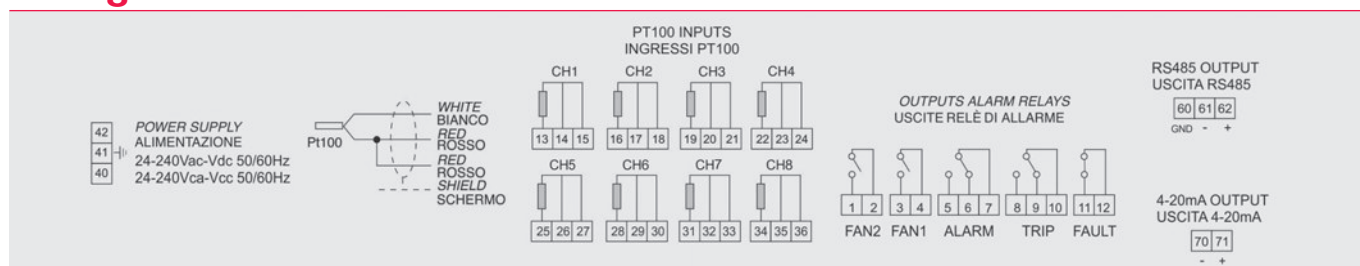 42
41
40
POWER SUPPLY
ALIMENTAZIONE
24-240Vac-Vdc 50/60Hz
24-240Vca-Vcc 50/60Hz
Pt100
WHITE
BIANCO
RED
ROSSO
RED
ROSSO
SHIELD
SCHERMO
PT100 INPUTS
INGRESSI PT100
CH1 CH2 CH3 CH4
13 14 15 16 17 18 19 20 21 22 23 24
CH5 CH6 CH7 CH8
25 26 27 28 29 30 31 32 33 34 35 36
OUTPUTS ALARM RELAYS
USCITE RELÈ DI ALLARME
1 2 3 4 5 6 7 8 9 10 11 12
FAN2 FAN1 ALARM TRIP FAULT
RS485 OUTPUT
USCITA RS485
60 61 62
GND - +
4-20mA OUTPUT
USCITA 4-20mA
70 71
- +